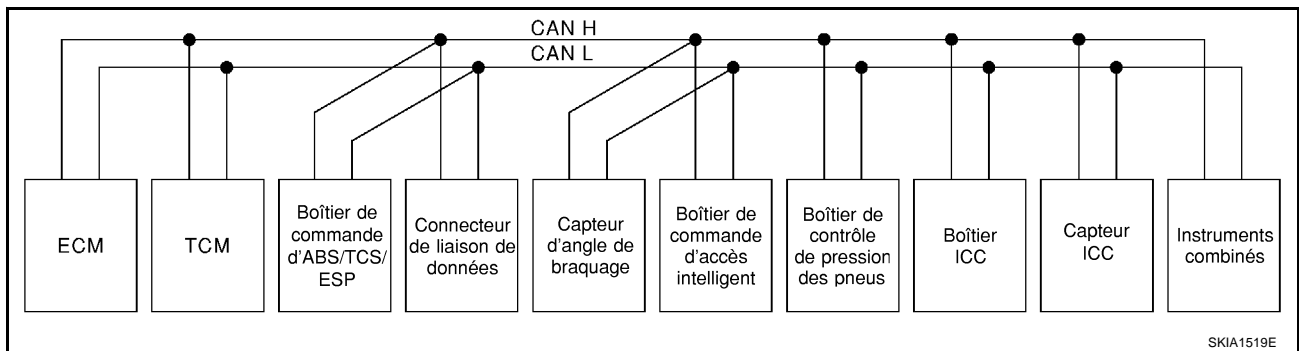 CAN H
CAN L
ECM
TCM
Boîtier de
commande
d'ABS/TCS/
ESP
Connecteur
de liaison de
données
Capteur
d'angle de
braquage
Boîtier de
commande
d'accès
intelligent
Boîtier de
contrôle
de pression
des pneus
Boîtier
ICC
Capteur
ICC
Instruments
combinés
SKIA1519E